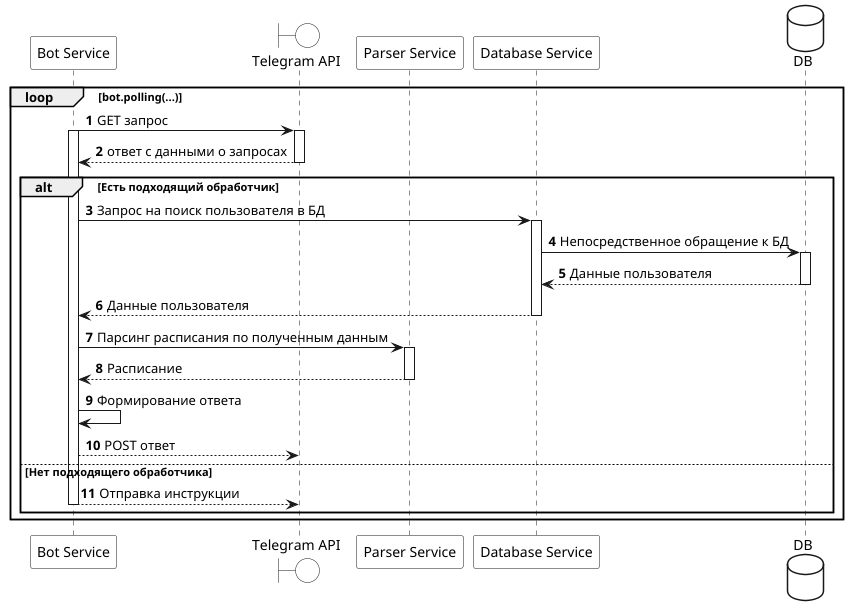 Bot Service
Telegram API
Parser Service
Database Service
DB
loop [bot.polling(...)]
1 GET запрос
2 ответ с данными о запросах
alt [Есть подходящий обработчик]
3 Запрос на поиск пользователя в БД
4 Непосредственное обращение к БД
5 Данные пользователя
6 Данные пользователя
7 Парсинг расписания по полученным данным
8 Расписание
9 Формирование ответа
10 POST ответ
[Нет подходящего обработчика]
11 Отправка инструкции
Bot Service
Telegram API
Parser Service
Database Service
DB